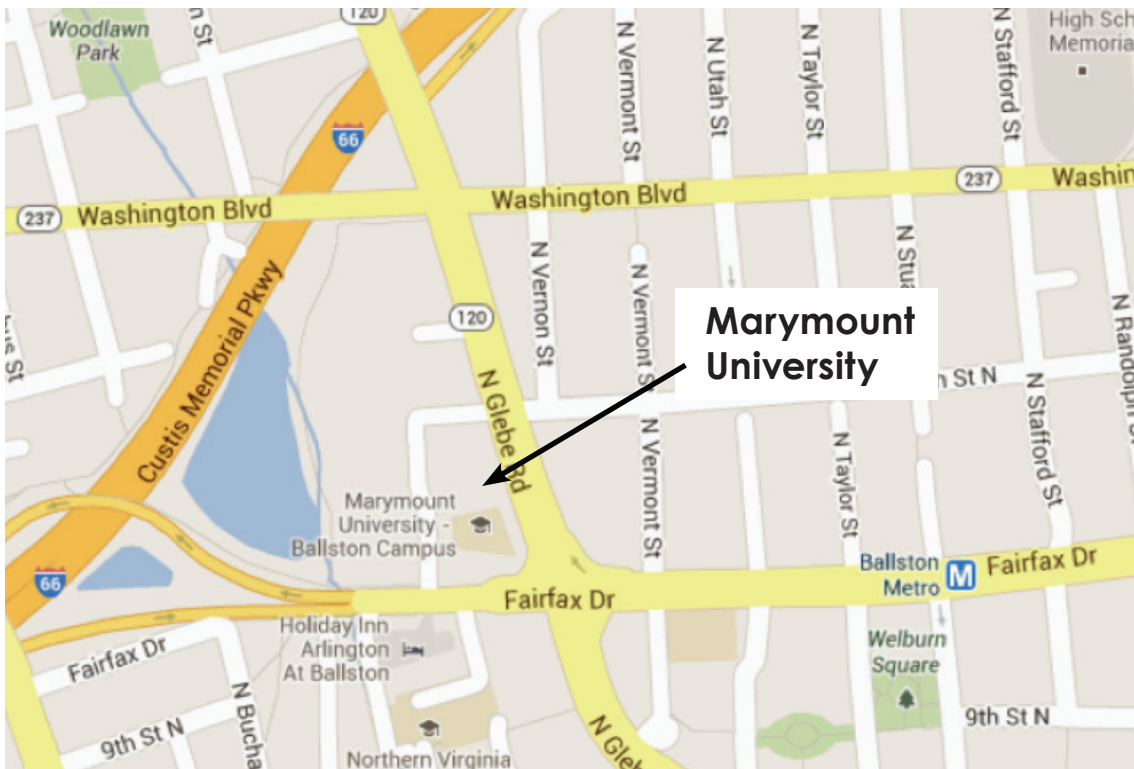 120
Woodlawn
Park
n St
N Vermont St
N Utah St
N Taylor St
N Stafford St
High Sch
Memoria
66
237
Washington Blvd
Washington Blvd
237
Washin
N Vernon St
N Vermont S
N Stua
N Randolph S
Custis Memorial Pkwy
120
Marymount
University
h St N
us St
N Glebe Rd
N Vermont St
N Taylor St
N Stafford St
Marymount
University -
Ballston Campus
66
Fairfax Dr
Ballston
Metro
M
Fairfax Dr
Holiday Inn
Arlington
At Ballston
Fairfax Dr
Welburn
Square
N Bucha
9th St N
9th St N
N Gleb
Northern Virginia